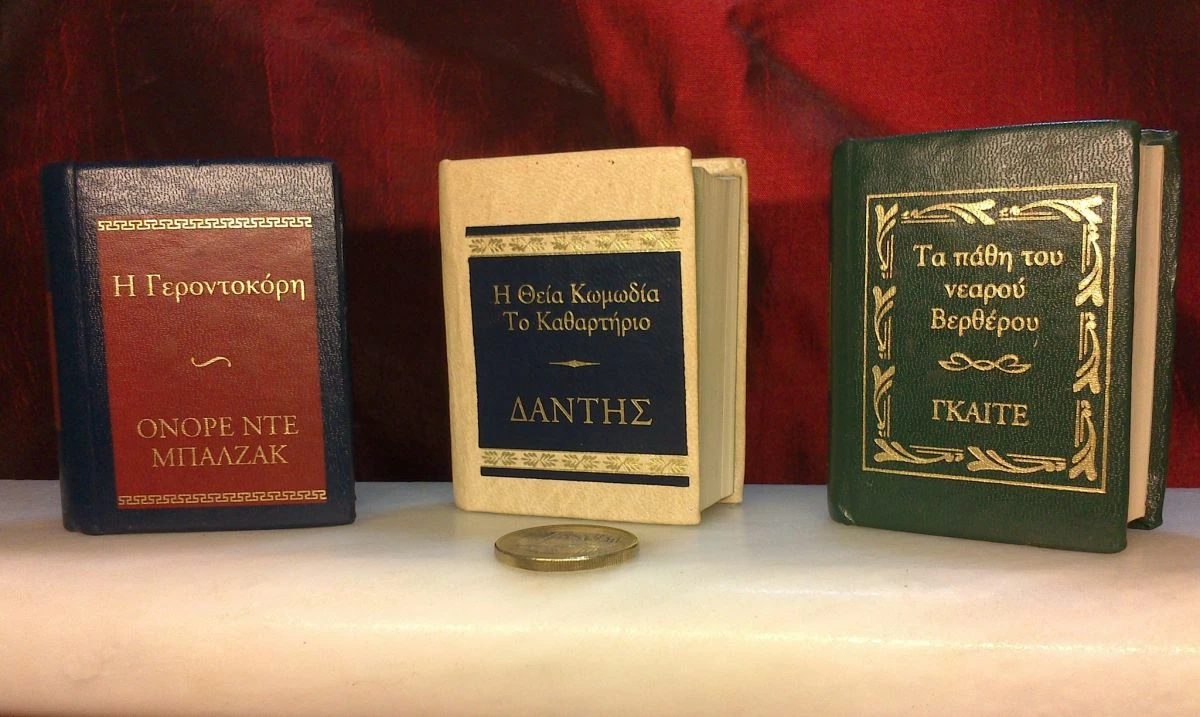 Η Γεροντοκόρη
ΟΝΟΡΕ ΝΤΕ
ΜΠΑΛΖΑΚ
Η Θεία Κωμωδία
Το Καθαρτήριο
ΔΑΝΤΗΣ
Τα πάθη του
νεαρού
Βερθέρου
ΓΚΑΙΤΕ